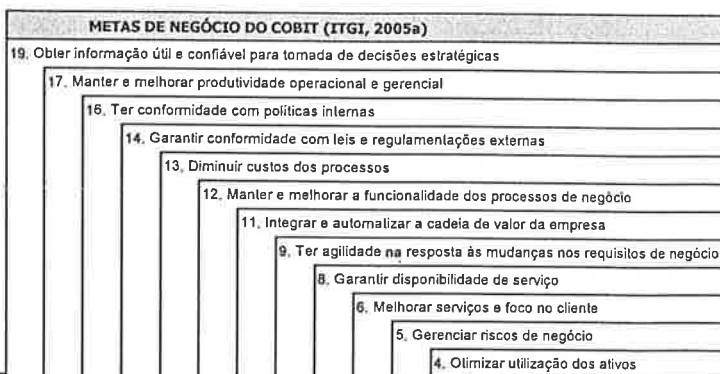 METAS DE NEGÓCIO DO COBIT (ITGI, 2005a)
19. Obter informação útil e confiável para tomada de decisões estratégicas
17. Manter e melhorar produtividade operacional e gerencial
16. Ter conformidade com políticas internas
14. Garantir conformidade com leis e regulamentações externas
13. Diminuir custos dos processos
12. Manter e melhorar a funcionalidade dos processos de negócio
11. Integrar e automatizar a cadeia de valor da empresa
9. Ter agilidade na resposta às mudanças nos requisitos de negócio
8. Garantir disponibilidade de serviço
6. Melhorar serviços e foco no cliente
5. Gerenciar riscos de negócio
4. Otimizar utilização dos ativos